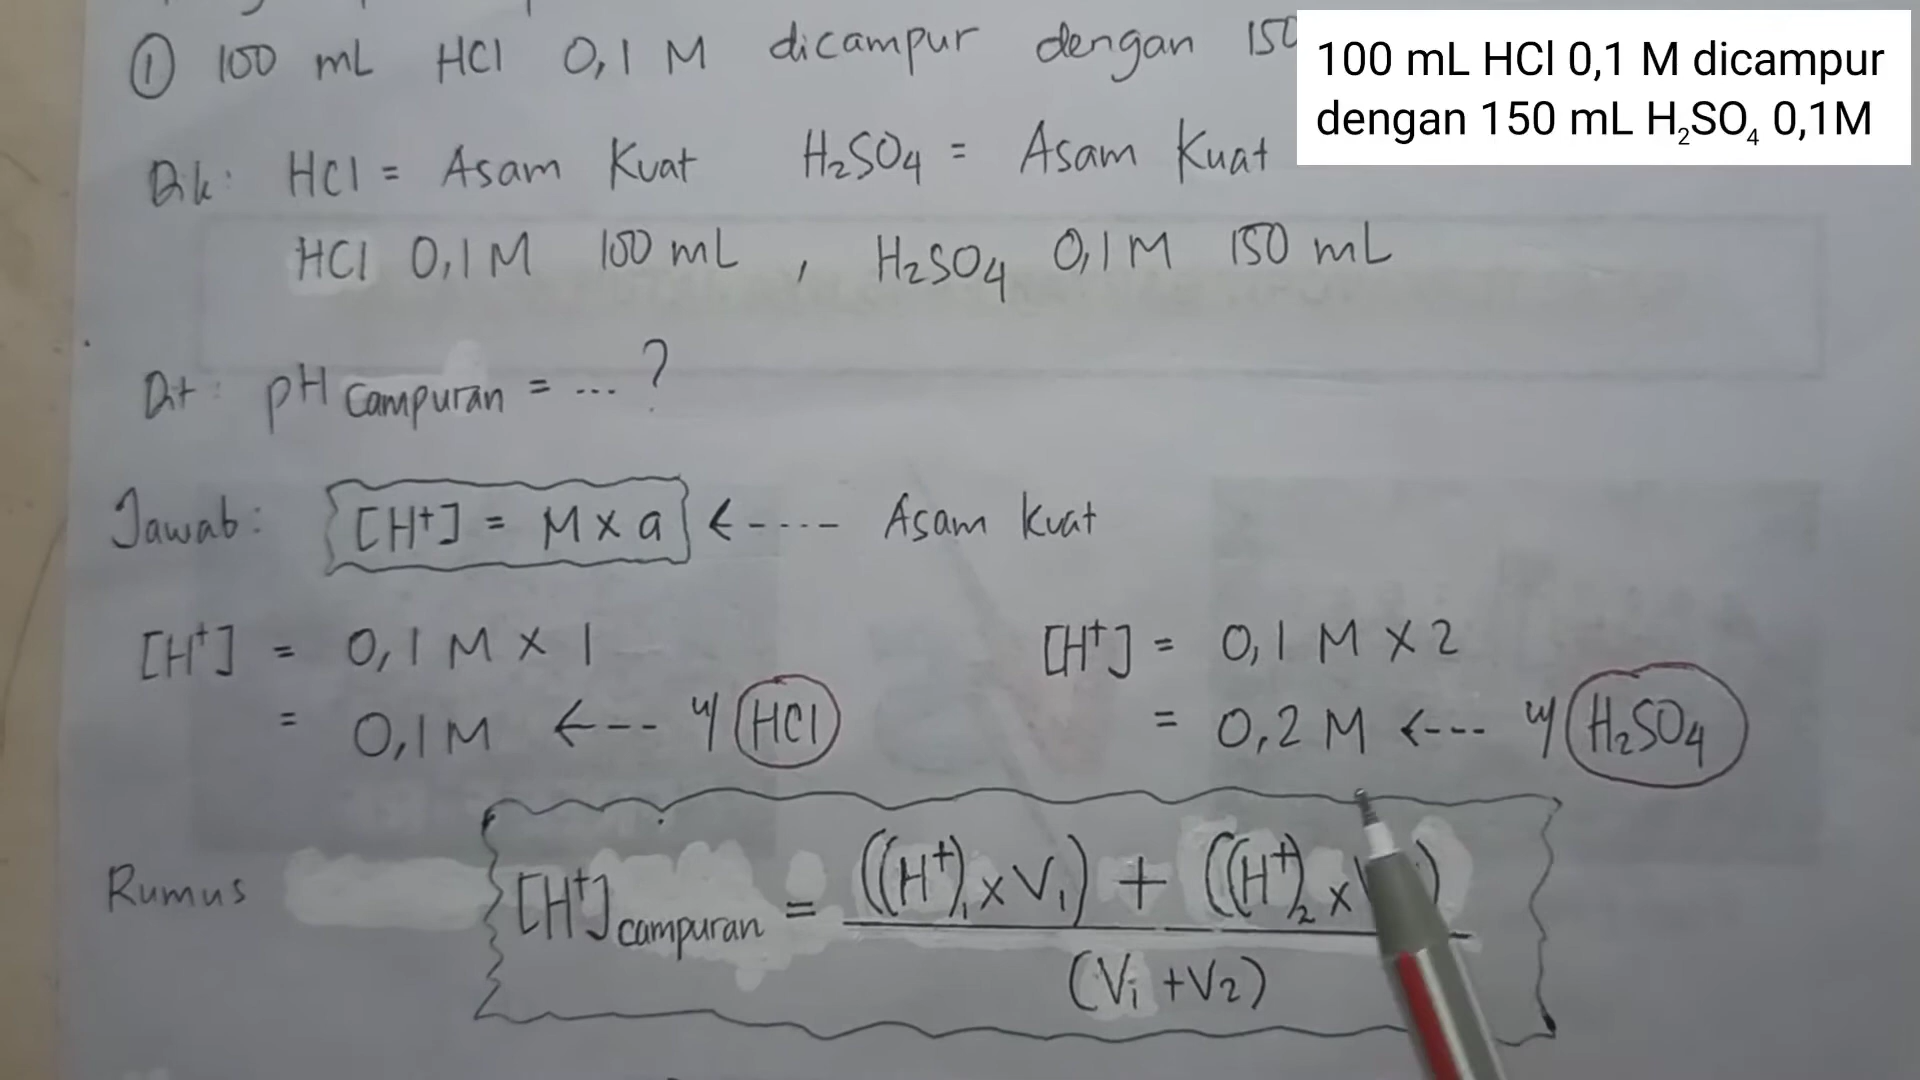 ① 100 mL HCl 0,1 M dicampur dengan 150
100 mL HCl 0,1 M dicampur
dengan 150 mL H₂SO₄ 0,1M
Dik: HCl = Asam Kuat H₂SO₄ = Asam Kuat
HCl 0,1 M 100 mL , H₂SO₄ 0,1 M 150 mL
Dit: pH campuran = ... ?
Jawab: [H⁺] = M x a <---- Asam Kuat
[H⁺] = 0,1 M x 1
= 0,1 M <--- u/ HCl
[H⁺] = 0,1 M x 2
= 0,2 M <--- u/ H₂SO₄
Rumus [H⁺] campuran = ((H⁺)₁ x V₁) + ((H⁺)₂ x )
(V₁ + V₂)